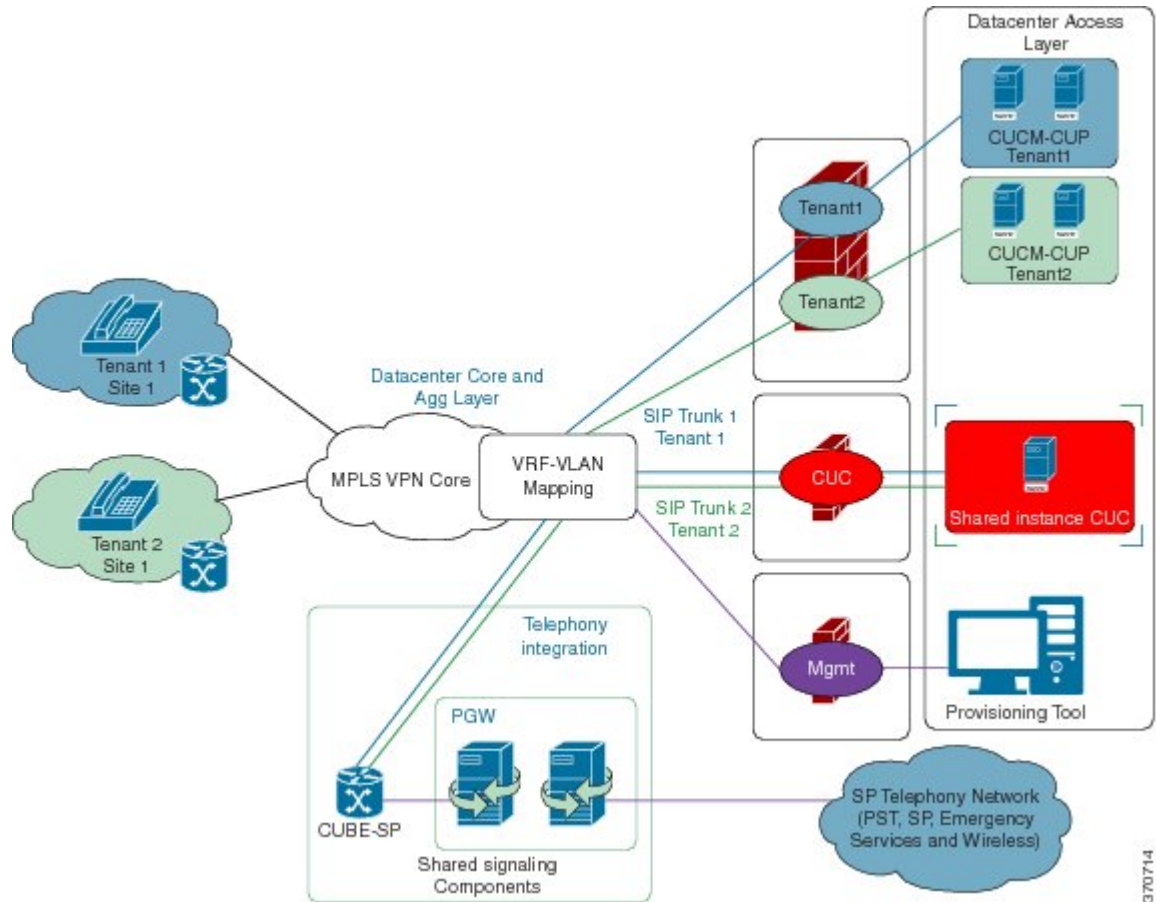 Datacenter Access
Layer
CUCM-CUP
Tenant1
Tenant1
CUCM-CUP
Tenant2
Tenant2
Tenant 1
Site 1
Datacenter Core and
Agg Layer
SIP Trunk 1
Tenant 1
MPLS VPN Core
VRF-VLAN
Mapping
CUC
Shared instance CUC
SIP Trunk 2
Tenant 2
Tenant 2
Site 1
Telephony
integration
Mgmt
Provisioning Tool
PGW
CUBE-SP
Shared signaling
Components
SP Telephony Network
(PST, SP, Emergency
Services and Wireless)
370714